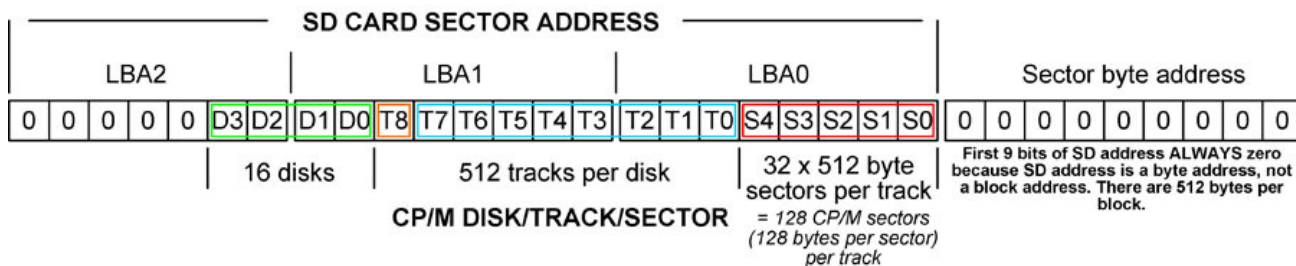 SD CARD SECTOR ADDRESS
LBA2 LBA1 LBA0 Sector byte address
0 0 0 0 0 D3 D2 D1 D0 T8 T7 T6 T5 T4 T3 T2 T1 T0 S4 S3 S2 S1 S0 0 0 0 0 0 0 0 0 0
16 disks
512 tracks per disk
32 x 512 byte
sectors per track
= 128 CP/M sectors
(128 bytes per sector)
per track
First 9 bits of SD address ALWAYS zero
because SD address is a byte address, not
a block address. There are 512 bytes per
block.
CP/M DISK/TRACK/SECTOR